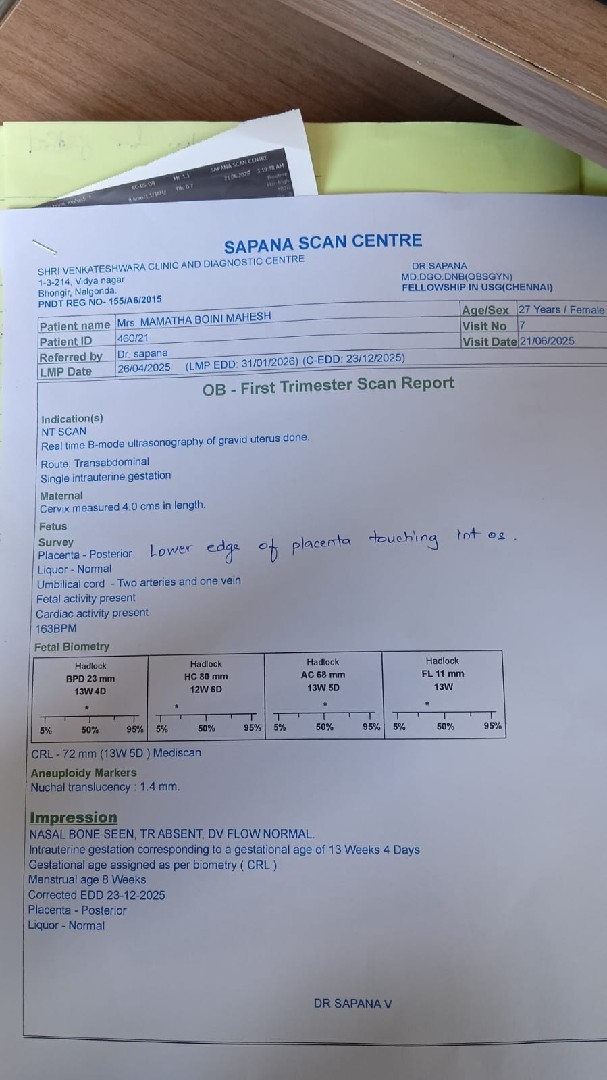 SAPANA SCAN CENTRE
SAPANA SCAN CENTRE
SHRI VENKATESHWARA CLINIC AND DIAGNOSTIC CENTRE
1-3-214, Vidya nagar
Bhongir, Nalgonda.
PNDT REG NO- 155/A6/2015
DR SAPANA
MD.DGO.DNB(OBSGYN)
FELLOWSHIP IN USG(CHENNAI)
Patient name Mrs. MAMATHA BOINI MAHESH Age/Sex 27 Years / Female
Patient ID 460/21 Visit No 7
Referred by Dr. sapana Visit Date 21/06/2025
LMP Date 26/04/2025 (LMP EDD: 31/01/2026) (C-EDD: 23/12/2025)
OB - First Trimester Scan Report
Indication(s)
NT SCAN
Real time B-mode ultrasonography of gravid uterus done.
Route: Transabdominal
Single intrauterine gestation
Maternal
Cervix measured 4.0 cms in length.
Fetus
Survey
Placenta - Posterior Lower edge of placenta touching Int os.
Liquor - Normal
Umbilical cord - Two arteries and one vein
Fetal activity present
Cardiac activity present
163BPM
Fetal Biometry
Hadlock Hadlock Hadlock Hadlock
BPD 23 mm HC 80 mm AC 68 mm FL 11 mm
13W 4D 12W 6D 13W 5D 13W
* * * *
5% 50% 95% 5% 50% 95% 5% 50% 95% 5% 50% 95%
CRL - 72 mm (13W 5D ) Mediscan
Aneuploidy Markers
Nuchal translucency : 1.4 mm.
Impression
NASAL BONE SEEN, TR ABSENT, DV FLOW NORMAL.
Intrauterine gestation corresponding to a gestational age of 13 Weeks 4 Days
Gestational age assigned as per biometry ( CRL )
Menstrual age 8 Weeks
Corrected EDD 23-12-2025
Placenta - Posterior
Liquor - Normal
DR SAPANA V